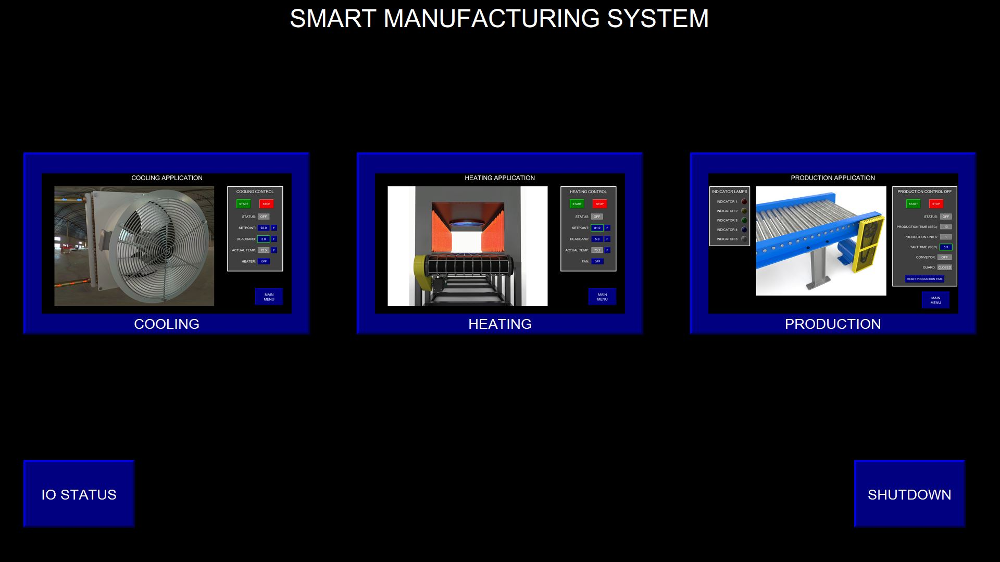 SMART MANUFACTURING SYSTEM
COOLING APPLICATION
COOLING CONTROL
START STOP
STATUS: OFF
SETPOINT: 92.0 F
DEADBAND: 3.0 F
ACTUAL TEMP: 72.5 F
HEATER: OFF
MAIN
MENU
COOLING
HEATING APPLICATION
HEATING CONTROL
START STOP
STATUS: OFF
SETPOINT: 81.0 F
DEADBAND: 5.0 F
ACTUAL TEMP: 75.2 F
FAN: OFF
MAIN
MENU
HEATING
PRODUCTION APPLICATION
INDICATOR LAMPS
INDICATOR 1:
INDICATOR 2:
INDICATOR 3:
INDICATOR 4:
INDICATOR 5:
PRODUCTION CONTROL OFF
START STOP
STATUS: OFF
PRODUCTION TIME (SEC): 10
PRODUCTION UNITS: 1
TAKT TIME (SEC): 5.3
CONVEYOR: OFF
GUARD: CLOSED
RESET PRODUCTION TIME
MAIN
MENU
PRODUCTION
IO STATUS
SHUTDOWN